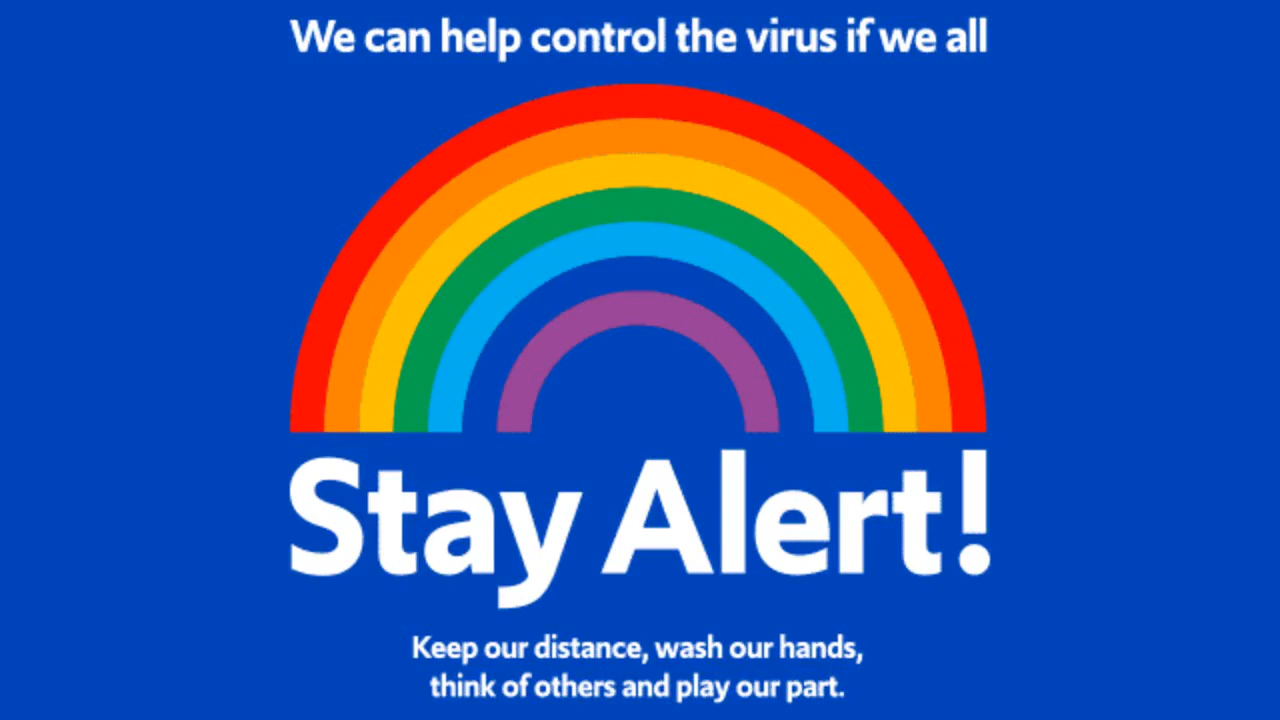 We can help control the virus if we all
Stay Alert!
Keep our distance, wash our hands,
think of others and play our part.